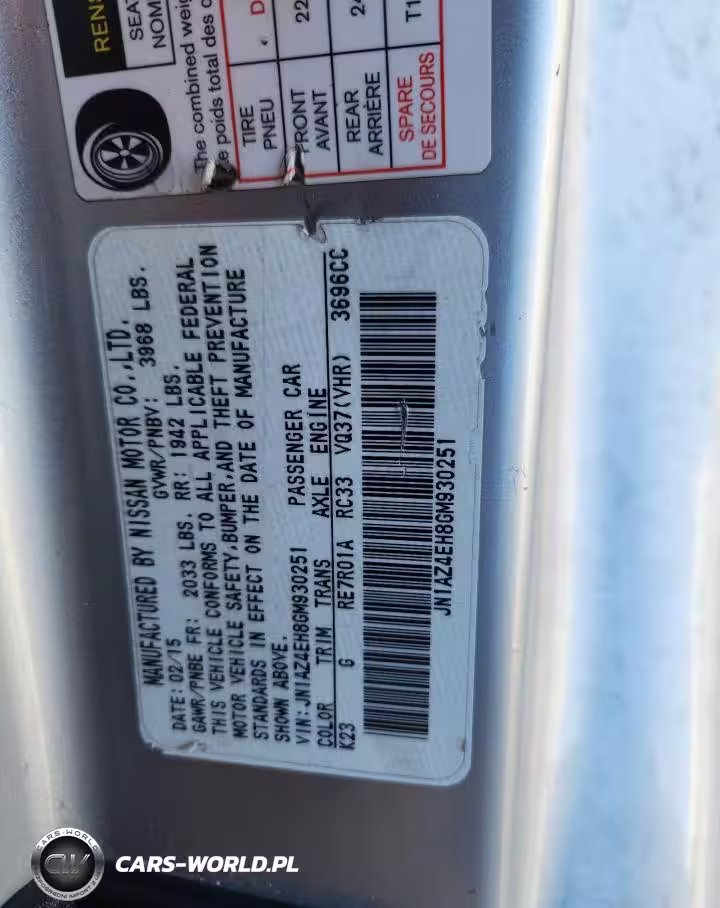 RENS
SEAT
NOM
The combined weig
e poids total des o
TIRE
PNEU
D
FRONT
AVANT
22
REAR
ARRIÈRE
24
SPARE
DE SECOURS
T1
MANUFACTURED BY NISSAN MOTOR CO.,LTD.
DATE: 02/15 GVWR/PNBV: 3968 LBS.
GAWR/PNBE FR: 2033 LBS. RR: 1942 LBS.
THIS VEHICLE CONFORMS TO ALL APPLICABLE FEDERAL
MOTOR VEHICLE SAFETY,BUMPER,AND THEFT PREVENTION
STANDARDS IN EFFECT ON THE DATE OF MANUFACTURE
SHOWN ABOVE.
VIN:JN1AZ4EH8GM930251 PASSENGER CAR
COLOR TRIM TRANS AXLE ENGINE
K23 G RE7R01A RC33 VQ37(VHR) 3696CC
JN1AZ4EH8GM930251
CARS-WORLD
CW
CARS-WORLD.PL